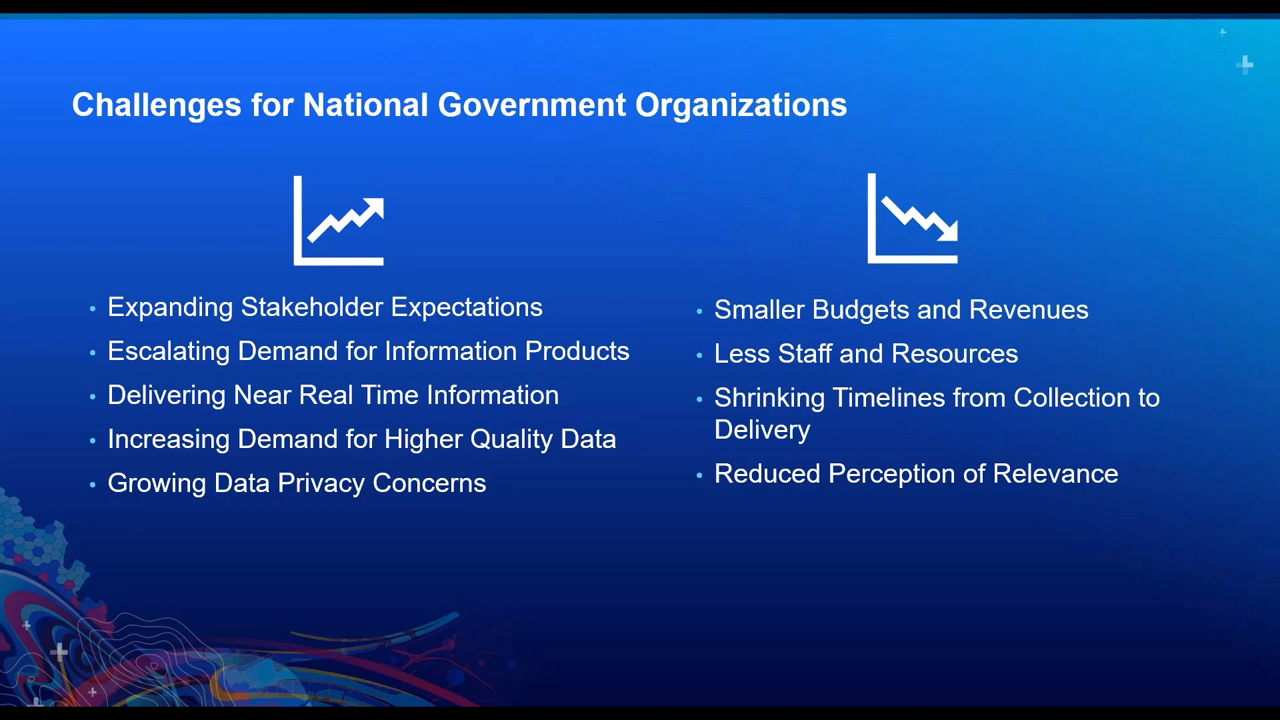 Challenges for National Government Organizations
• Expanding Stakeholder Expectations
• Escalating Demand for Information Products
• Delivering Near Real Time Information
• Increasing Demand for Higher Quality Data
• Growing Data Privacy Concerns
• Smaller Budgets and Revenues
• Less Staff and Resources
• Shrinking Timelines from Collection to
Delivery
• Reduced Perception of Relevance